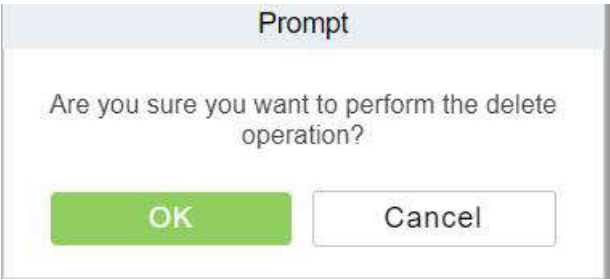 Prompt
Are you sure you want to perform the delete
operation?
OK
Cancel